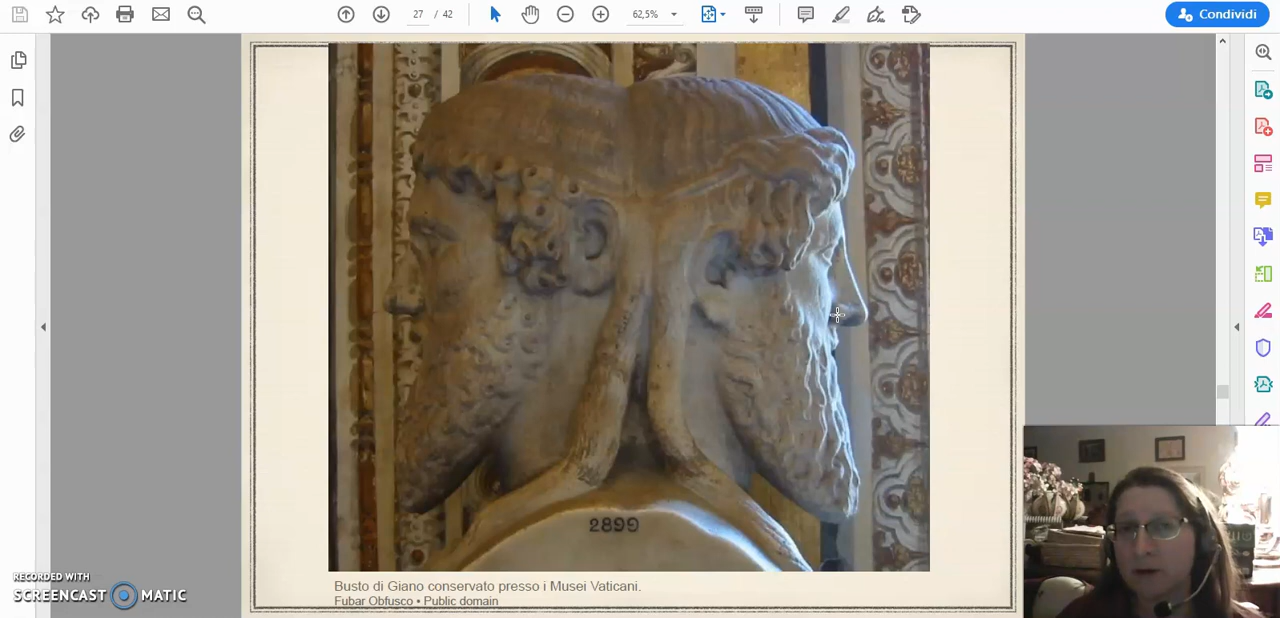 27 / 42
62,5%
Condividi
2899
Busto di Giano conservato presso i Musei Vaticani.
Fubar Obfusco • Public domain
RECORDED WITH
SCREENCAST MATIC